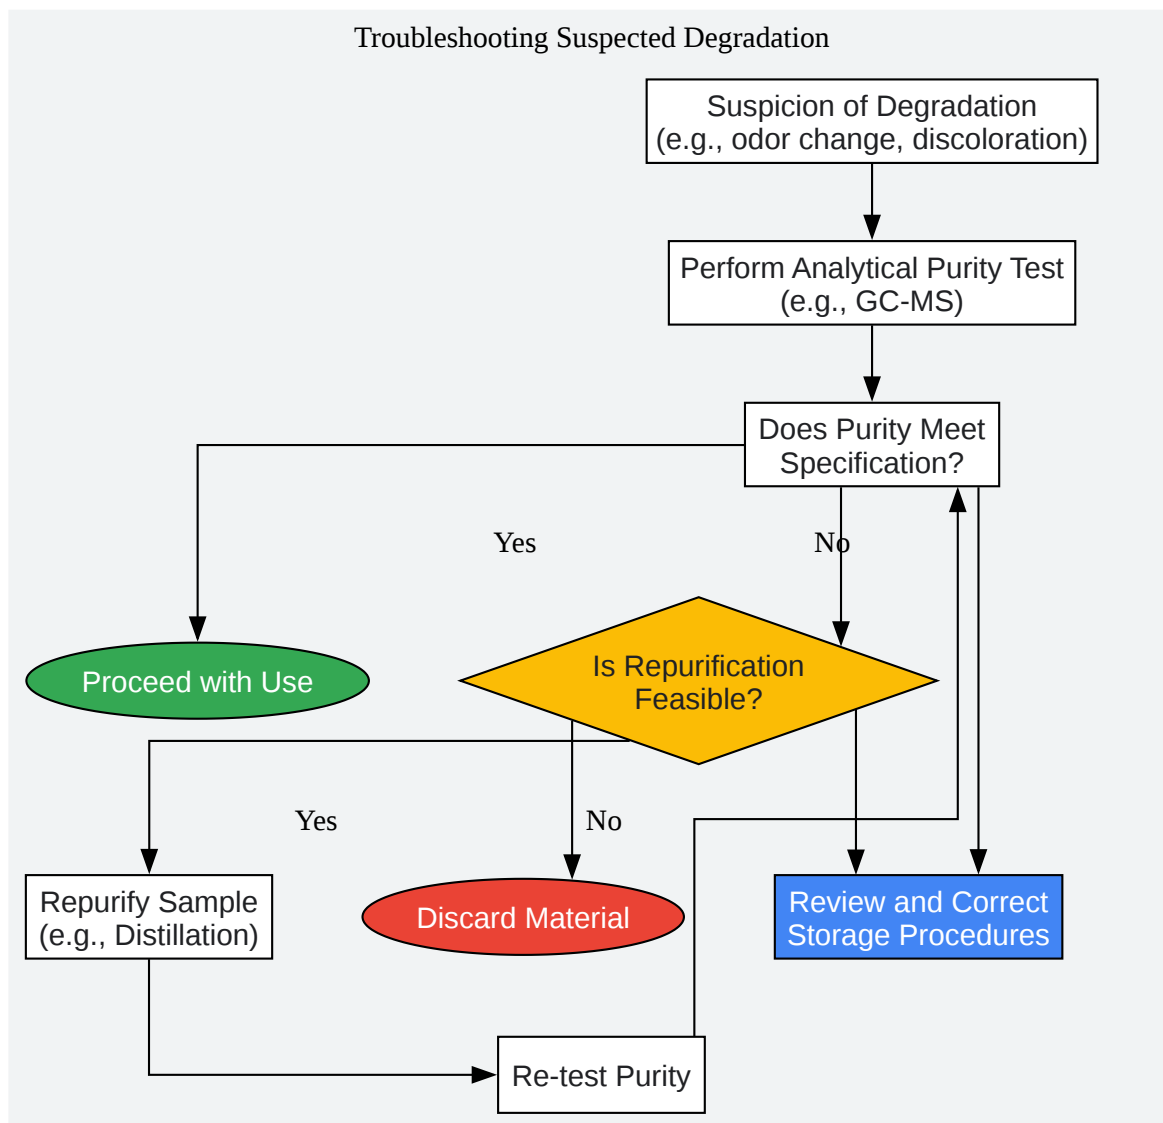 Troubleshooting Suspected Degradation
Suspicion of Degradation
(e.g., odor change, discoloration)
Perform Analytical Purity Test
(e.g., GC-MS)
Does Purity Meet
Specification?
Yes
No
Proceed with Use
Is Repurification
Feasible?
Yes
No
Repurify Sample
(e.g., Distillation)
Discard Material
Review and Correct
Storage Procedures
Re-test Purity